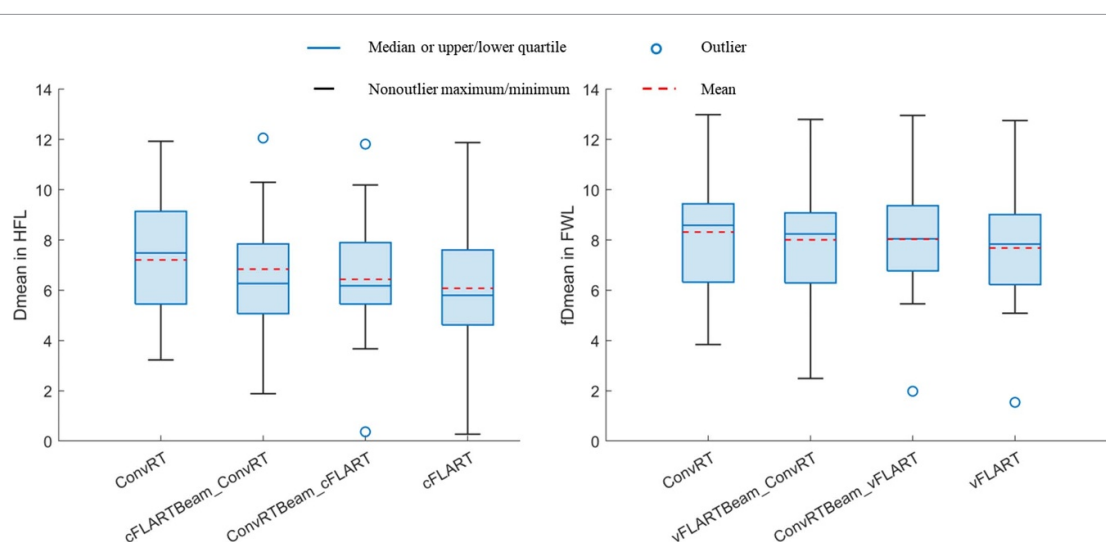 Median or upper/lower quartile
Outlier
Nonoutlier maximum/minimum
Mean
14
12
10
8
6
4
2
0
Dmean in HFL
ConvRT
cFLARTBeam_ConvRT
ConvRTBeam_cFLART
cFLART
14
12
10
8
6
4
2
0
fDmean in FWL
ConvRT
vFLARTBeam_ConvRT
ConvRTBeam_vFLART
vFLART